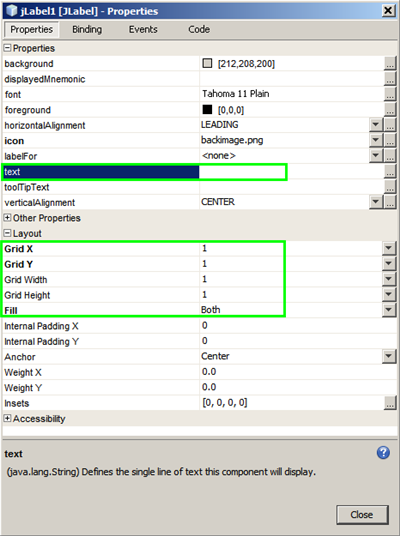 jLabel1 [JLabel] - Properties
Properties Binding Events Code
Properties
background [212,208,200] ...
displayedMnemonic ...
font Tahoma 11 Plain ...
foreground [0,0,0] ...
horizontalAlignment LEADING ...
icon backimage.png ...
labelFor <none> ...
text ...
toolTipText ...
verticalAlignment CENTER ...
Other Properties
Layout
Grid X 1
Grid Y 1
Grid Width 1
Grid Height 1
Fill Both
Internal Padding X 0
Internal Padding Y 0
Anchor Center
Weight X 0.0
Weight Y 0.0
Insets [0, 0, 0, 0] ...
Accessibility
text
?
(java.lang.String) Defines the single line of text this component will display.
Close